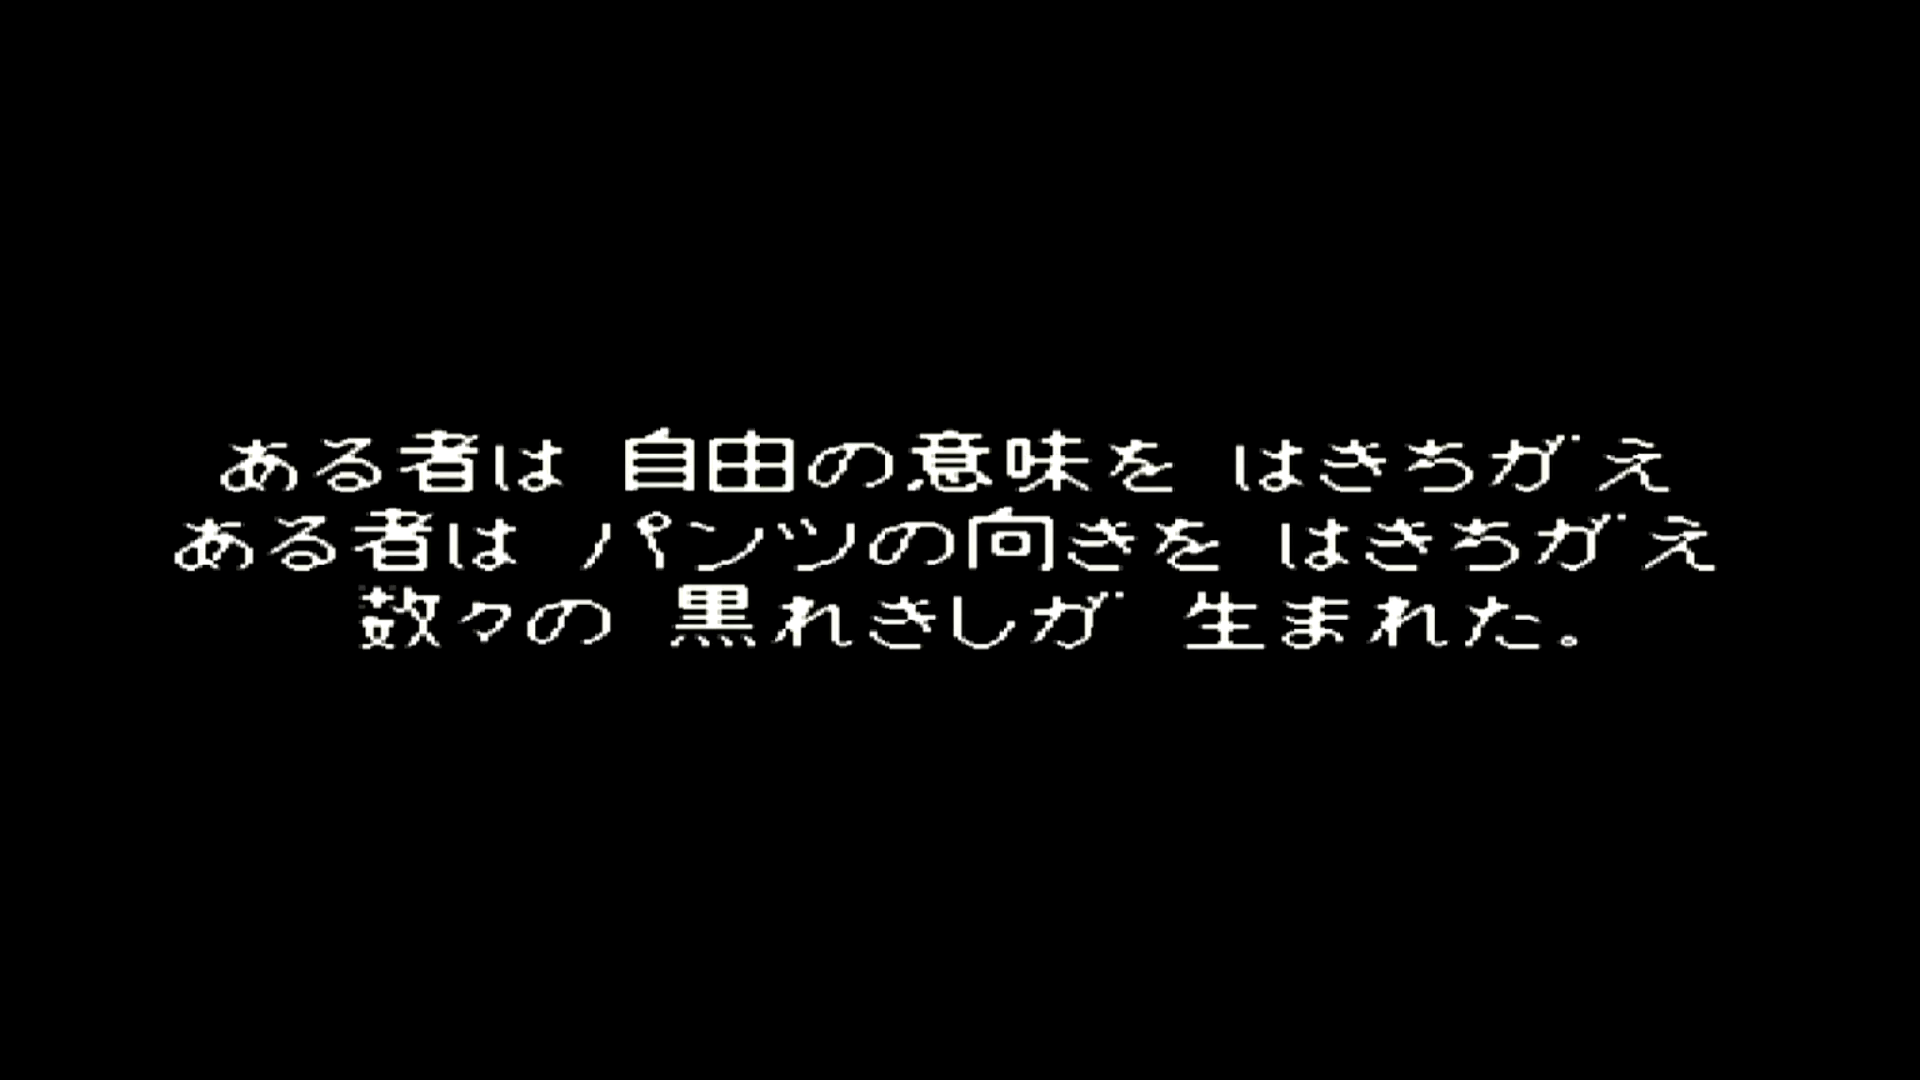 ある者は 自由の意味を はきちがえ
ある者は パンツの向きを はきちがえ
数々の 黒れきしが 生まれた。